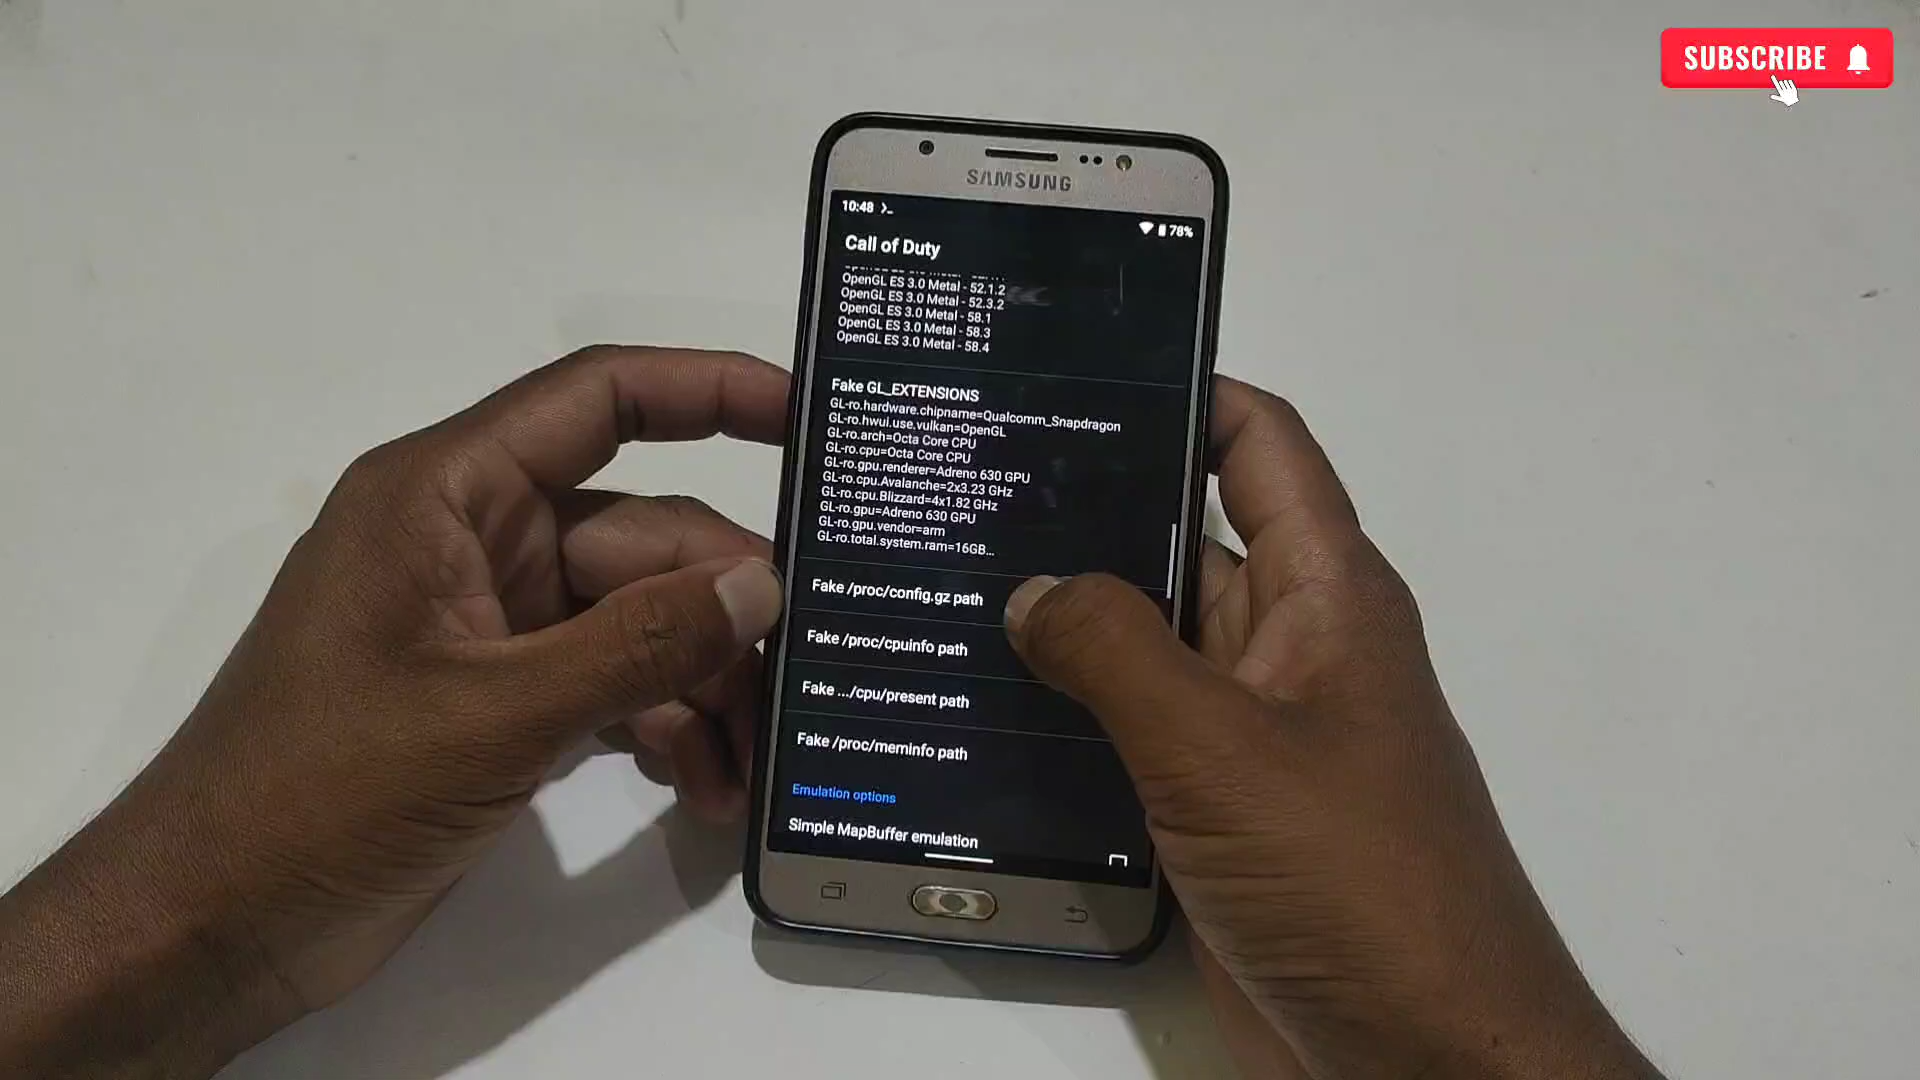 SUBSCRIBE
SAMSUNG
10:48
78%
Call of Duty
OpenGL ES 3.0 Metal - 52.1.2
OpenGL ES 3.0 Metal - 52.3.2
OpenGL ES 3.0 Metal - 58.1
OpenGL ES 3.0 Metal - 58.3
OpenGL ES 3.0 Metal - 58.4
Fake GL_EXTENSIONS
GL-ro.hardware.chipname=Qualcomm_Snapdragon
GL-ro.hwui.use.vulkan=OpenGL
GL-ro.arch=Octa Core CPU
GL-ro.cpu=Octa Core CPU
GL-ro.gpu.renderer=Adreno 630 GPU
GL-ro.cpu.Avalanche=2x3.23 GHz
GL-ro.cpu.Blizzard=4x1.82 GHz
GL-ro.gpu=Adreno 630 GPU
GL-ro.gpu.vendor=arm
GL-ro.total.system.ram=16GB...
Fake /proc/config.gz path
Fake /proc/cpuinfo path
Fake .../cpu/present path
Fake /proc/meminfo path
Emulation options
Simple MapBuffer emulation